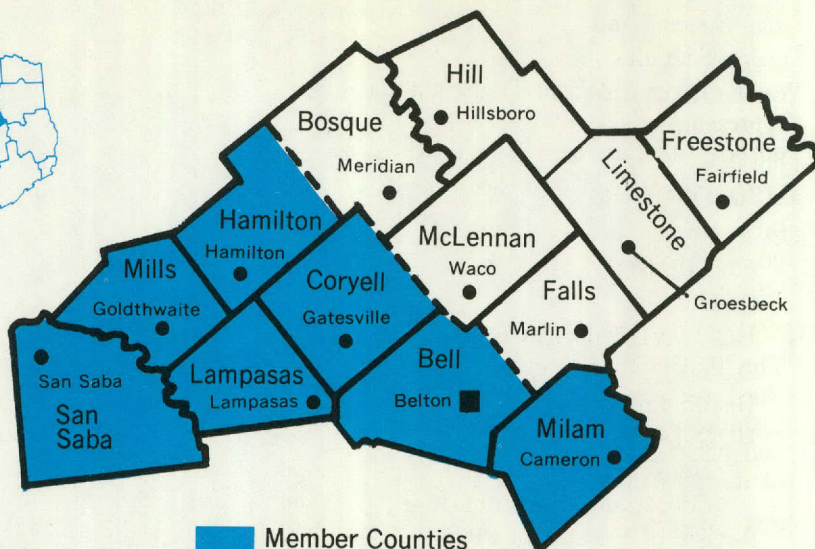 Hill
Hillsboro
Bosque
Meridian
Freestone
Fairfield
Limestone
Groesbeck
McLennan
Waco
Falls
Marlin
Hamilton
Hamilton
Coryell
Gatesville
Mills
Goldthwaite
Bell
Belton
Lampasas
Lampasas
San Saba
San
Saba
Milam
Cameron
Member Counties